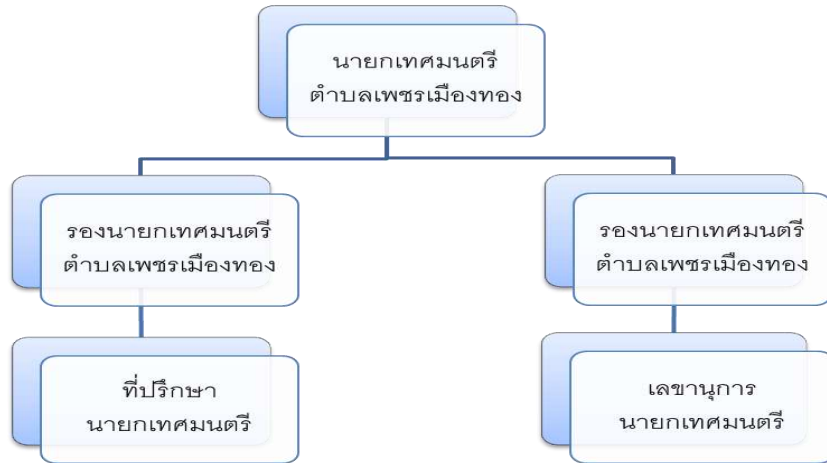 นายกเทศมนตรี
ตำบลเพชรเมืองทอง
รองนายกเทศมนตรี
ตำบลเพชรเมืองทอง
รองนายกเทศมนตรี
ตำบลเพชรเมืองทอง
ที่ปรึกษา
นายกเทศมนตรี
เลขานุการ
นายกเทศมนตรี